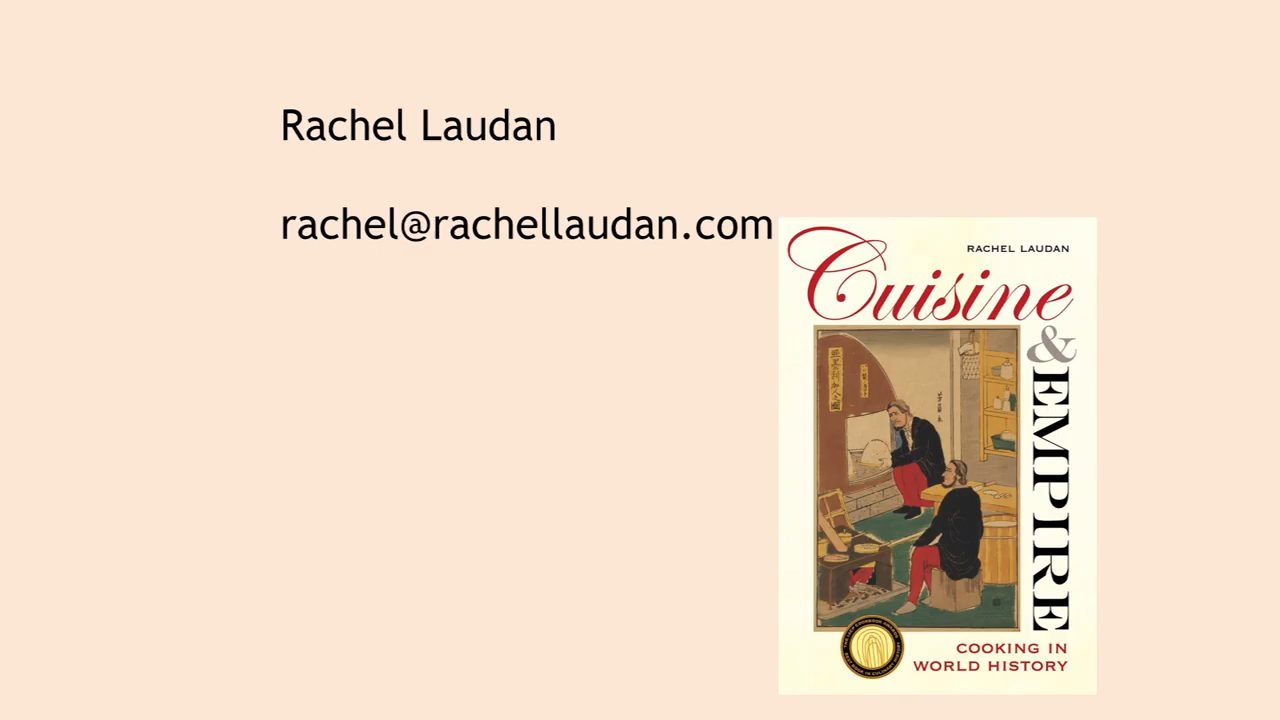 Rachel Laudan
rachel@rachellaudan.com
RACHEL LAUDAN
Cuisine
&
EMPIRE
COOKING IN
WORLD HISTORY